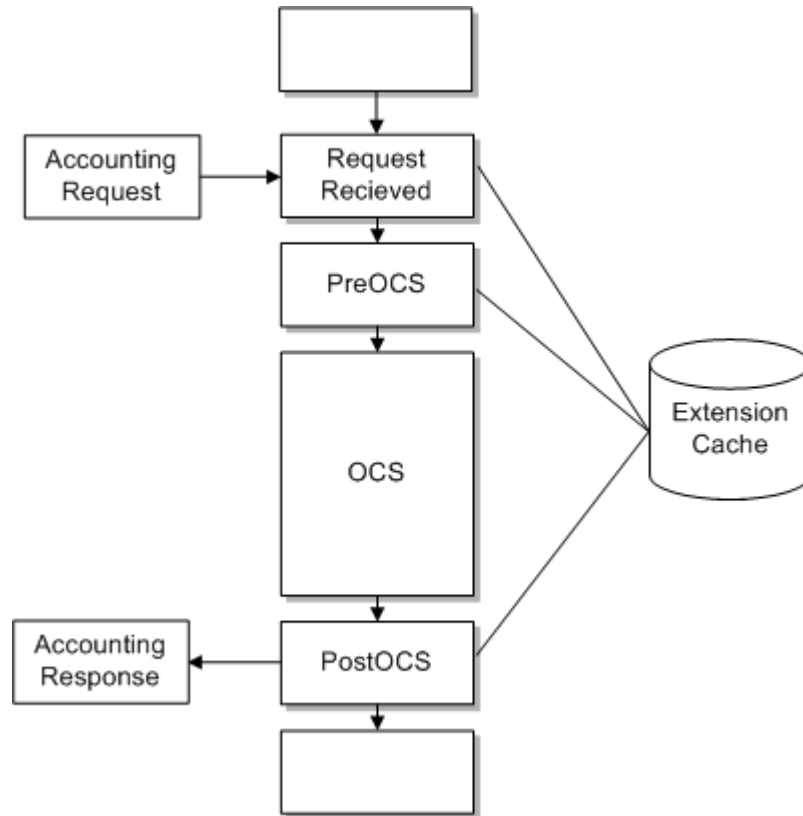 Accounting
Request
Request
Recieved
PreOCS
OCS
Extension
Cache
Accounting
Response
PostOCS